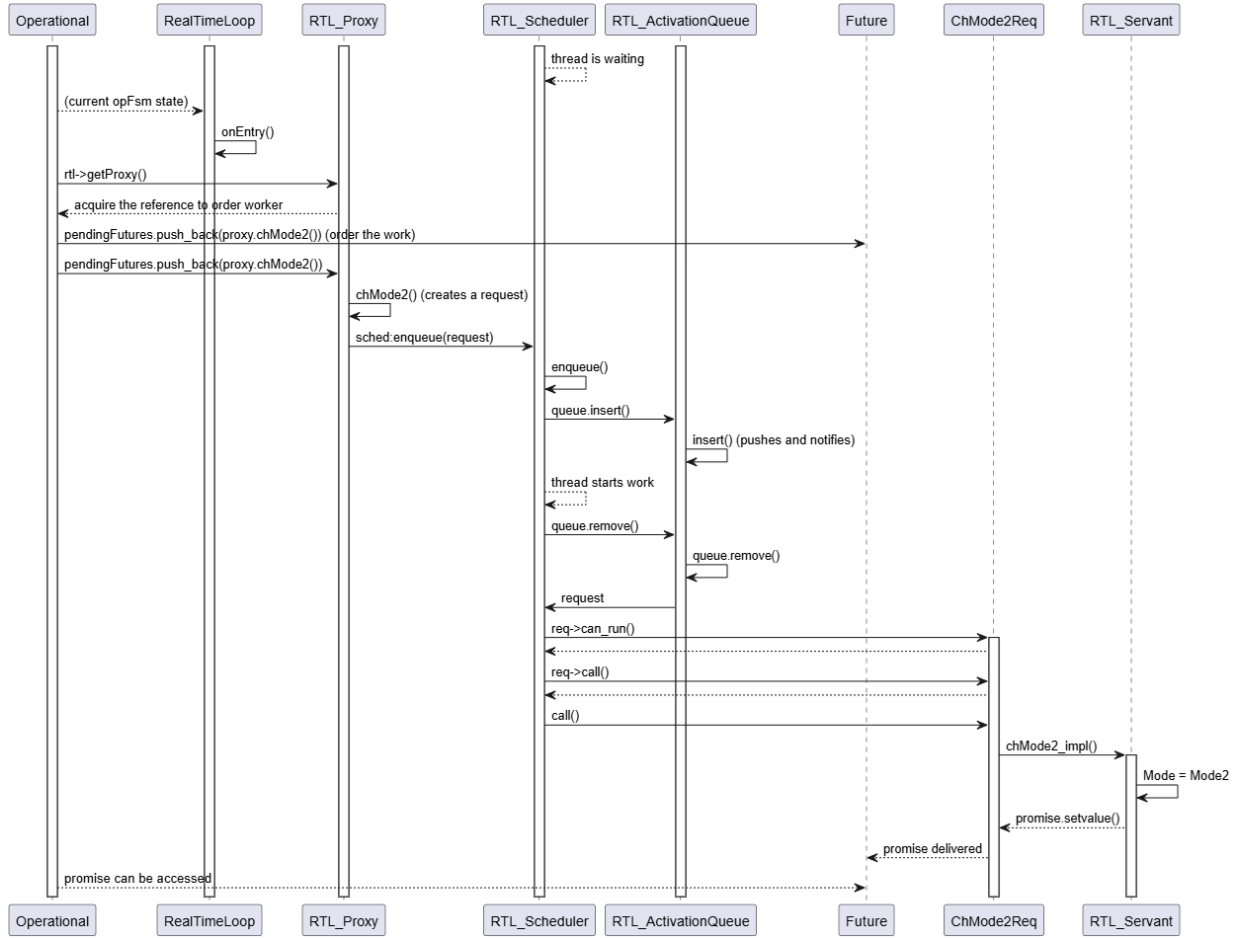 Operational
RealTimeLoop
RTL_Proxy
RTL_Scheduler
RTL_ActivationQueue
Future
ChMode2Req
RTL_Servant
thread is waiting
(current opFsm state)
onEntry()
rtl->getProxy()
acquire the reference to order worker
pendingFutures.push_back(proxy.chMode2()) (order the work)
pendingFutures.push_back(proxy.chMode2())
chMode2() (creates a request)
sched:enqueue(request)
enqueue()
queue.insert()
insert() (pushes and notifies)
thread starts work
queue.remove()
queue.remove()
request
req->can_run()
req->call()
call()
chMode2_impl()
Mode = Mode2
promise.setvalue()
promise delivered
promise can be accessed
Operational
RealTimeLoop
RTL_Proxy
RTL_Scheduler
RTL_ActivationQueue
Future
ChMode2Req
RTL_Servant